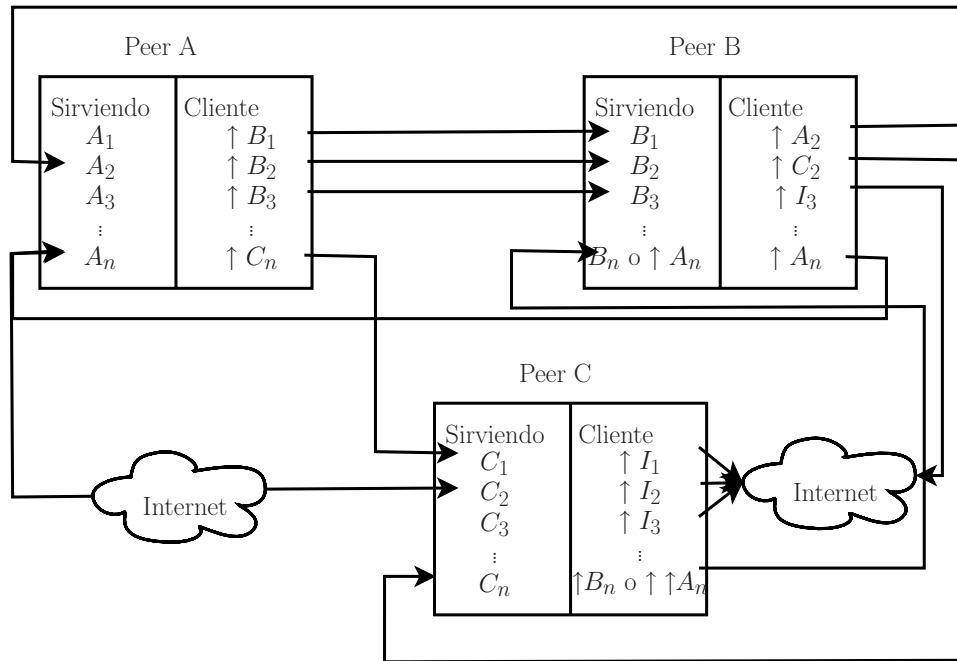 Peer A
Peer B
Sirviendo Cliente
A₁ ↑ B₁
A₂ ↑ B₂
A₃ ↑ B₃
⋮ ⋮
Aₙ ↑ Cₙ
Sirviendo Cliente
B₁ ↑ A₂
B₂ ↑ C₂
B₃ ↑ I₃
⋮ ⋮
Bₙ o ↑ Aₙ ↑ Aₙ
Peer C
Sirviendo Cliente
C₁ ↑ I₁
C₂ ↑ I₂
C₃ ↑ I₃
⋮ ⋮
Cₙ ↑Bₙ o ↑ ↑Aₙ
Internet
Internet